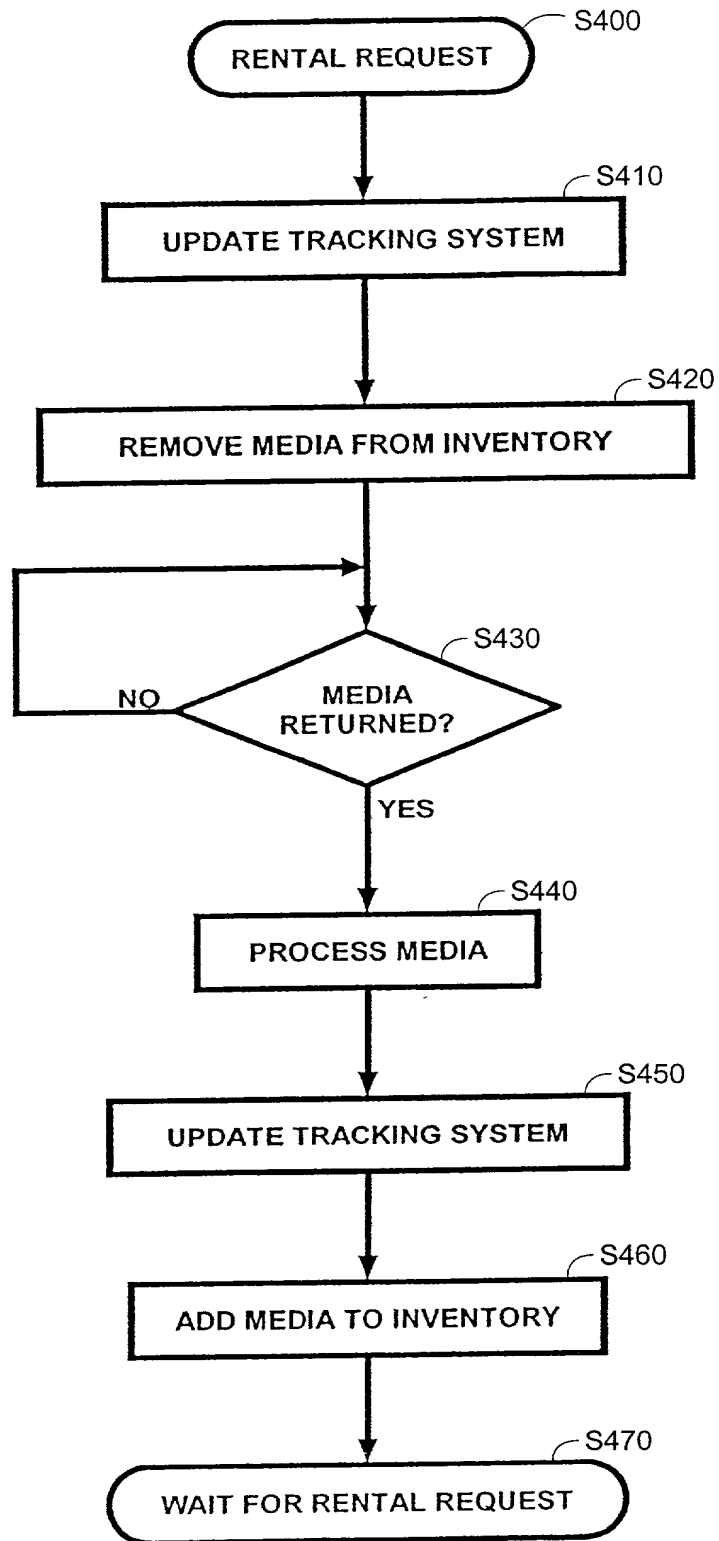 S400
RENTAL REQUEST
S410
UPDATE TRACKING SYSTEM
S420
REMOVE MEDIA FROM INVENTORY
S430
MEDIA
RETURNED?
NO
YES
S440
PROCESS MEDIA
S450
UPDATE TRACKING SYSTEM
S460
ADD MEDIA TO INVENTORY
S470
WAIT FOR RENTAL REQUEST